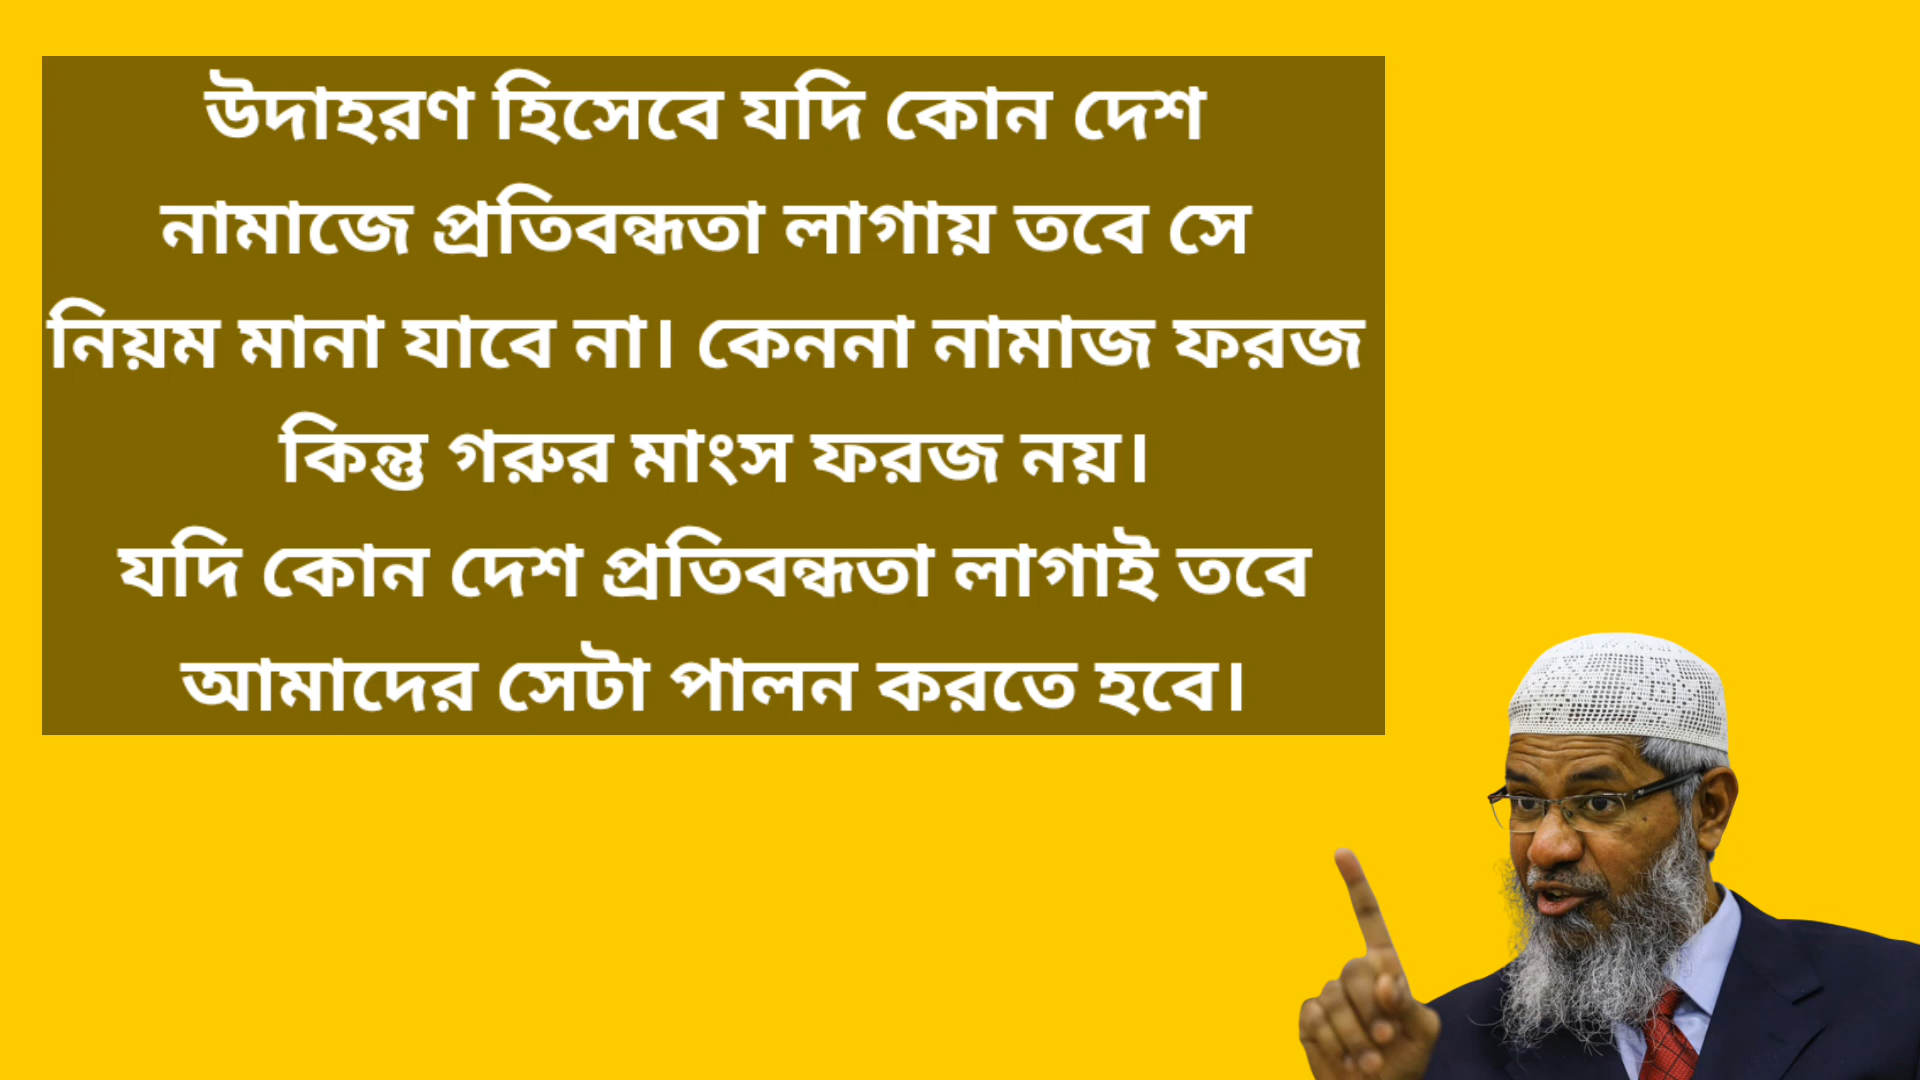 উদাহরণ হিসেবে যদি কোন দেশ
নামাজে প্রতিবন্ধতা লাগায় তবে সে
নিয়ম মানা যাবে না। কেননা নামাজ ফরজ
কিন্তু গরুর মাংস ফরজ নয়।
যদি কোন দেশ প্রতিবন্ধতা লাগাই তবে
আমাদের সেটা পালন করতে হবে।